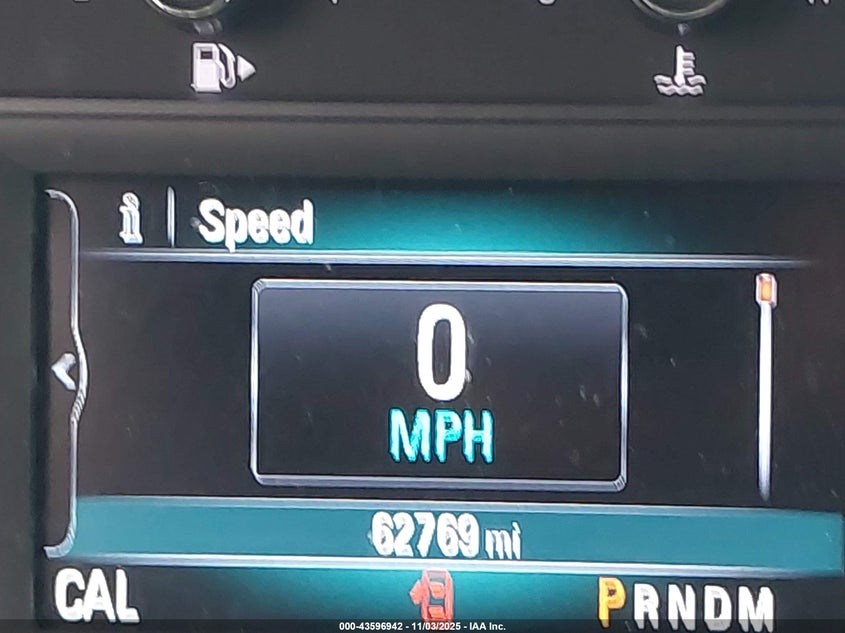 Speed
0
MPH
62769 mi
CAL
PRNDM
000-43596942 - 11/03/2025 - IAA Inc.